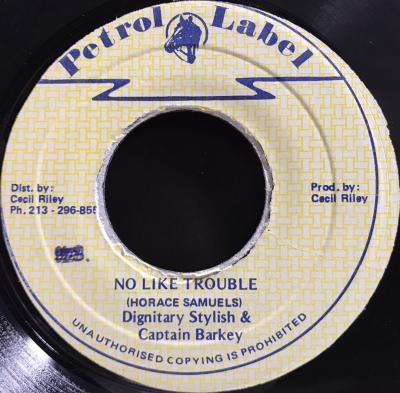 Petrol Label
Dist. by:
Cecil Riley
Ph. 213 - 296-855
Prod. by:
Cecil Riley
NO LIKE TROUBLE
(HORACE SAMUELS)
Dignitary Stylish &
Captain Barkey
UNAUTHORISED COPYING IS PROHIBITED